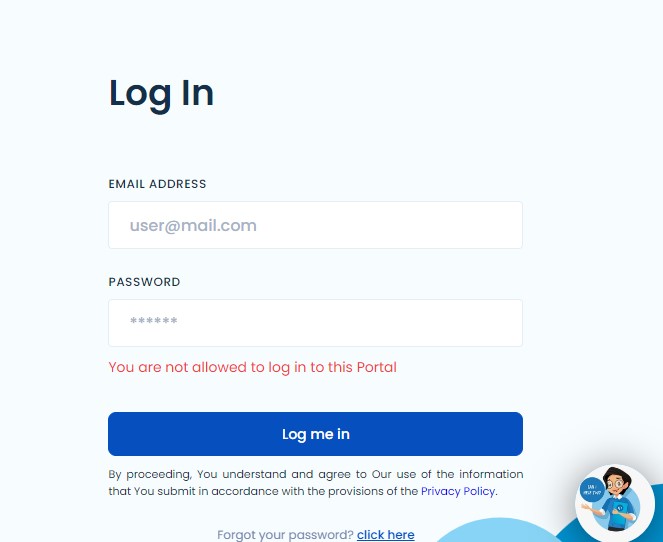 Log In
EMAIL ADDRESS
user@mail.com
PASSWORD
******
You are not allowed to log in to this Portal
Log me in
By proceeding, You understand and agree to Our use of the information
that You submit in accordance with the provisions of the Privacy Policy.
Forgot your password? click here